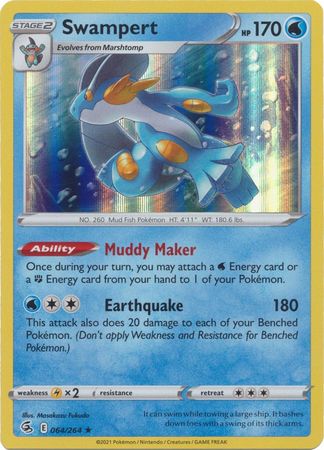 STAGE 2 Swampert HP 170
Evolves from Marshtomp
NO. 260 Mud Fish Pokémon HT: 4'11" WT: 180.6 lbs.
Ability Muddy Maker
Once during your turn, you may attach a Energy card or
a Energy card from your hand to 1 of your Pokémon.
Earthquake 180
This attack also does 20 damage to each of your Benched
Pokémon. (Don't apply Weakness and Resistance for Benched
Pokémon.)
weakness ×2 resistance retreat
Illus. Masakazu Fukuda
E 064/264 ★
It can swim while towing a large ship. It bashes
down foes with a swing of its thick arms.
©2021 Pokémon / Nintendo / Creatures / GAME FREAK